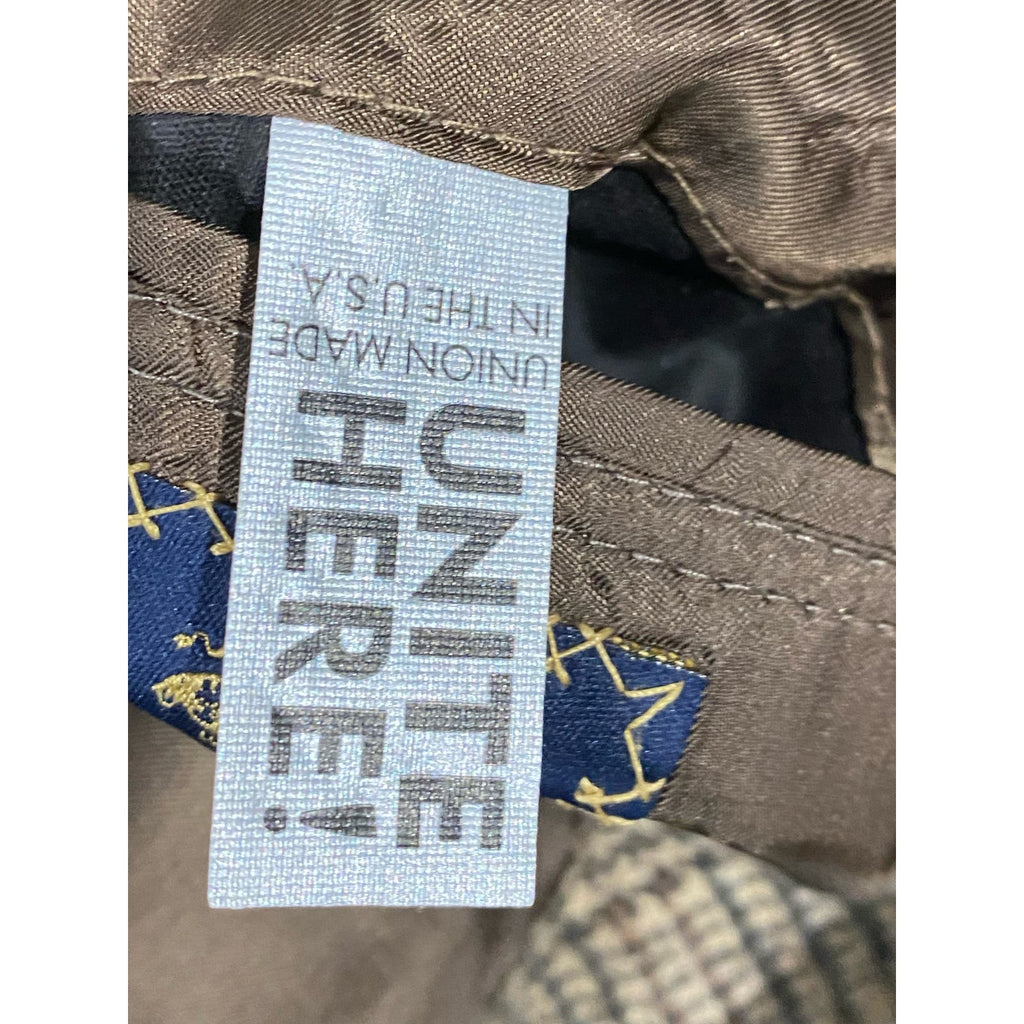 UNITE
HERE!
UNION MADE
IN THE U.S.A.